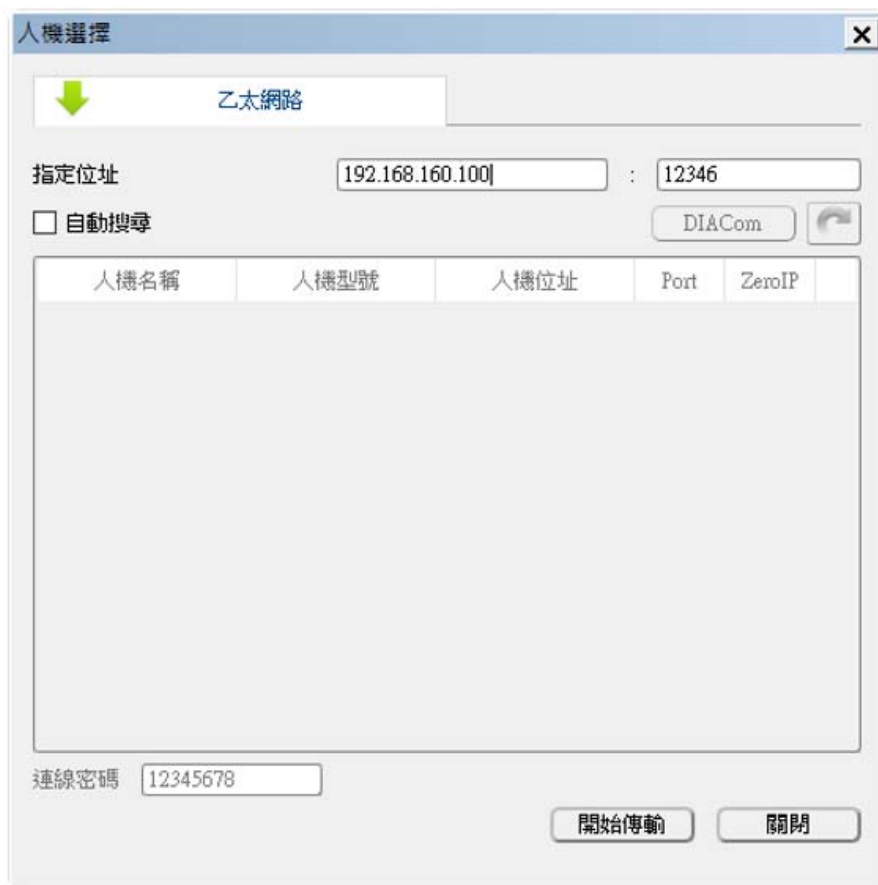 人機選擇
乙太網路
指定位址 192.168.160.100 : 12346
自動搜尋 DIACom
人機名稱 人機型號 人機位址 Port ZeroIP
連線密碼 12345678
開始傳輸 關閉